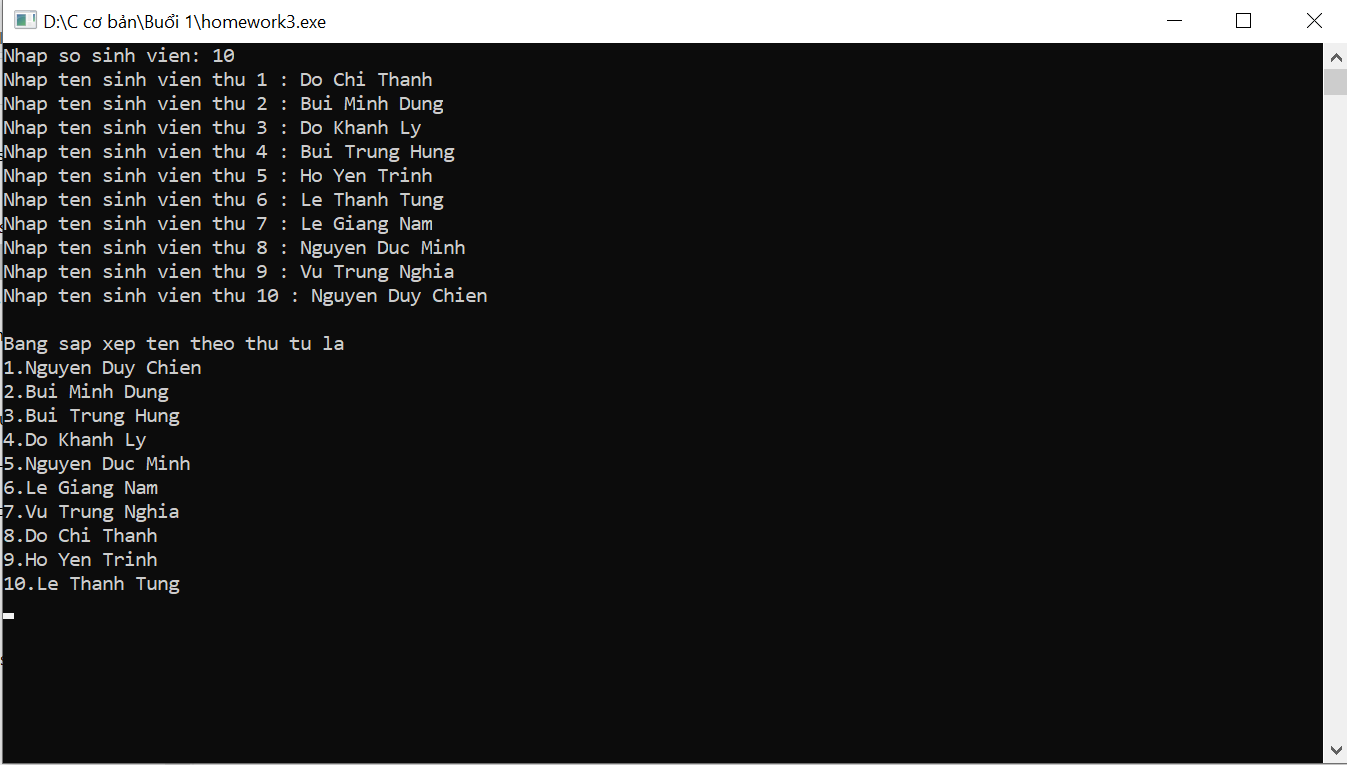 D:\C cơ bản\Buổi 1\homework3.exe
Nhap so sinh vien: 10
Nhap ten sinh vien thu 1 : Do Chi Thanh
Nhap ten sinh vien thu 2 : Bui Minh Dung
Nhap ten sinh vien thu 3 : Do Khanh Ly
Nhap ten sinh vien thu 4 : Bui Trung Hung
Nhap ten sinh vien thu 5 : Ho Yen Trinh
Nhap ten sinh vien thu 6 : Le Thanh Tung
Nhap ten sinh vien thu 7 : Le Giang Nam
Nhap ten sinh vien thu 8 : Nguyen Duc Minh
Nhap ten sinh vien thu 9 : Vu Trung Nghia
Nhap ten sinh vien thu 10 : Nguyen Duy Chien
Bang sap xep ten theo thu tu la
1.Nguyen Duy Chien
2.Bui Minh Dung
3.Bui Trung Hung
4.Do Khanh Ly
5.Nguyen Duc Minh
6.Le Giang Nam
7.Vu Trung Nghia
8.Do Chi Thanh
9.Ho Yen Trinh
10.Le Thanh Tung